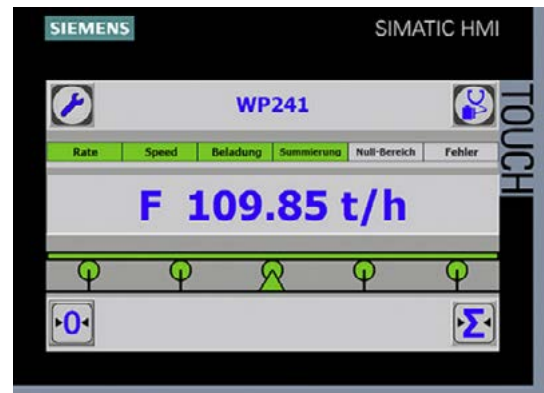 SIEMENS SIMATIC HMI
TOUCH
WP241
Rate Speed Beladung Summierung Null-Bereich Fehler
F 109.85 t/h
0 Σ